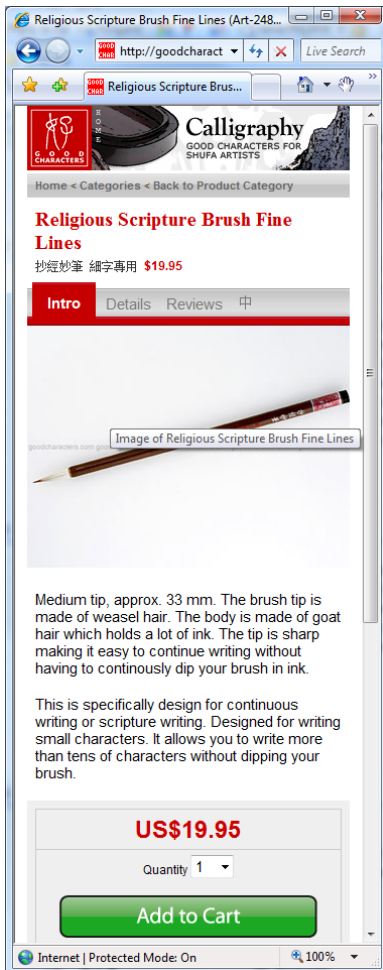 Religious Scripture Brush Fine Lines (Art-248...
http://goodcharact
Live Search
Religious Scripture Brus...
GOOD
CHARACTERS
HOME
Calligraphy
GOOD CHARACTERS FOR
SHUFA ARTISTS
Home < Categories < Back to Product Category
Religious Scripture Brush Fine
Lines
抄經妙筆 細字專用 $19.95
Intro Details Reviews 中
Image of Religious Scripture Brush Fine Lines
Medium tip, approx. 33 mm. The brush tip is
made of weasel hair. The body is made of goat
hair which holds a lot of ink. The tip is sharp
making it easy to continue writing without
having to continously dip your brush in ink.
This is specifically design for continuous
writing or scripture writing. Designed for writing
small characters. It allows you to write more
than tens of characters without dipping your
brush.
US$19.95
Quantity 1
Add to Cart
Internet | Protected Mode: On
100%